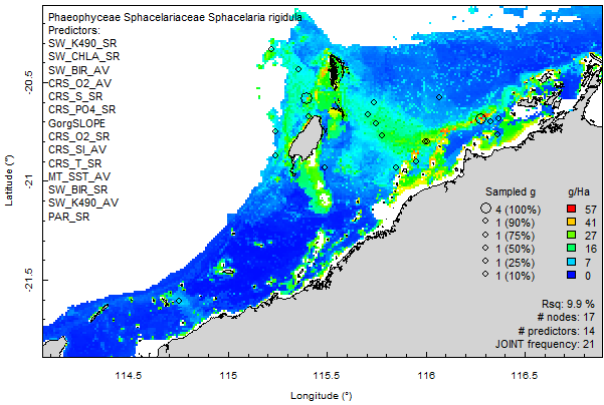 Phaeophyceae Sphacelariaceae Sphacelaria rigidula
Predictors:
SW_K490_SR
SW_CHLA_SR
SW_BIR_AV
CRS_O2_AV
CRS_S_SR
CRS_PO4_SR
GorgSLOPE
CRS_O2_SR
CRS_SI_AV
CRS_T_SR
MT_SST_AV
SW_BIR_SR
SW_K490_AV
PAR_SR
-20.5
-21
-21.5
Latitude (°)
Sampled g g/Ha
4 (100%) 57
1 (90%) 41
1 (75%) 27
1 (50%) 16
1 (25%) 7
1 (10%) 0
Rsq: 9.9 %
# nodes: 17
# predictors: 14
JOINT frequency: 21
114.5 115 115.5 116 116.5
Longitude (°)